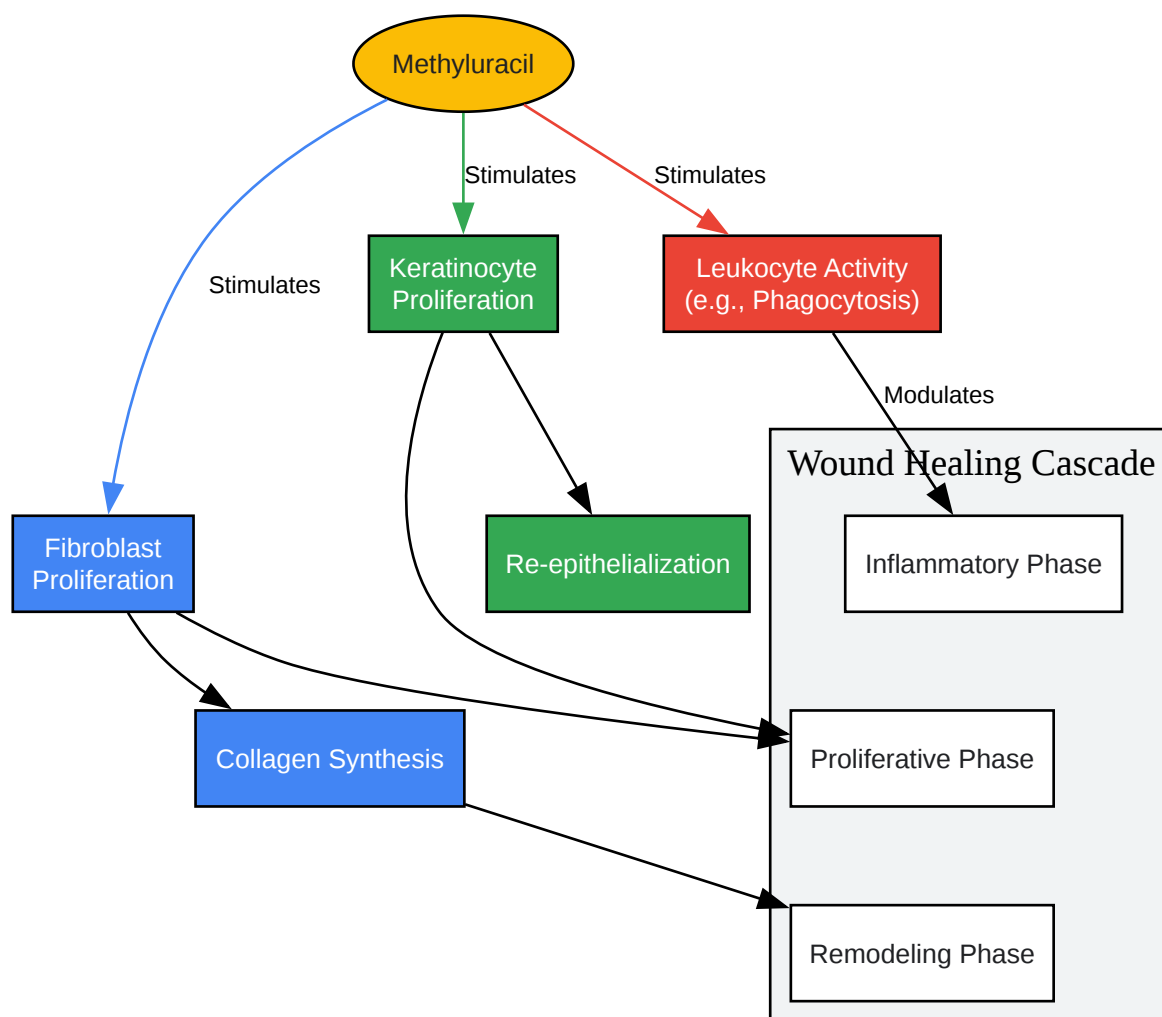 Methyluracil
Stimulates
Stimulates
Keratinocyte
Proliferation
Leukocyte Activity
(e.g., Phagocytosis)
Stimulates
Modulates
Wound Healing Cascade
Fibroblast
Proliferation
Re-epithelialization
Inflammatory Phase
Collagen Synthesis
Proliferative Phase
Remodeling Phase